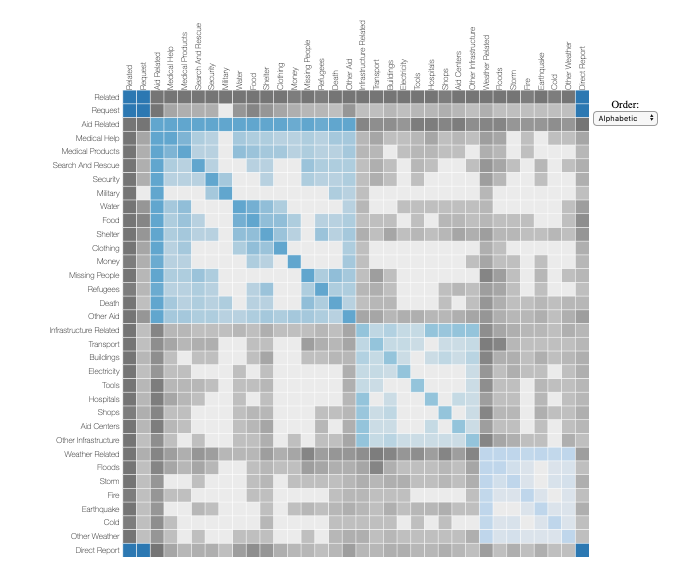 Related
Request
Aid Related
Medical Help
Medical Products
Search And Rescue
Security
Military
Water
Food
Shelter
Clothing
Money
Missing People
Refugees
Death
Other Aid
Infrastructure Related
Transport
Buildings
Electricity
Tools
Hospitals
Shops
Aid Centers
Other Infrastructure
Weather Related
Floods
Storm
Fire
Earthquake
Cold
Other Weather
Direct Report
Order:
Alphabetic
Related
Request
Aid Related
Medical Help
Medical Products
Search And Rescue
Security
Military
Water
Food
Shelter
Clothing
Money
Missing People
Refugees
Death
Other Aid
Infrastructure Related
Transport
Buildings
Electricity
Tools
Hospitals
Shops
Aid Centers
Other Infrastructure
Weather Related
Floods
Storm
Fire
Earthquake
Cold
Other Weather
Direct Report